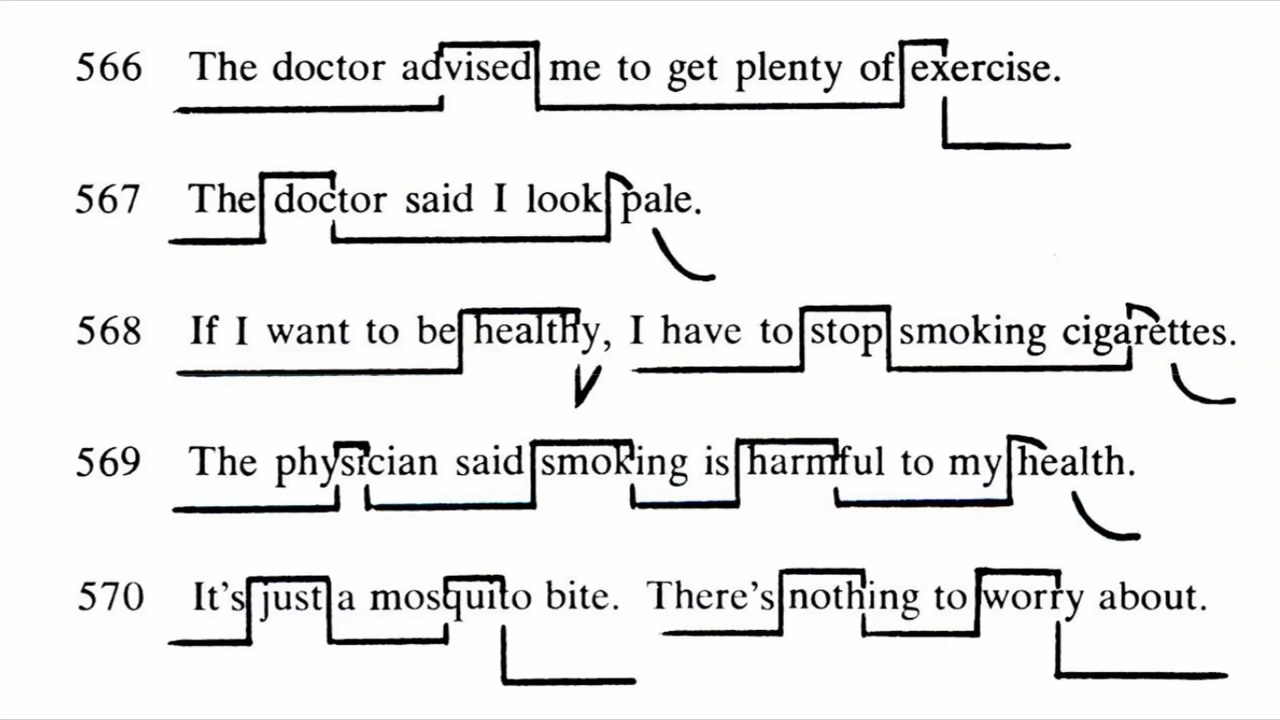 566 The doctor advised me to get plenty of exercise.
567 The doctor said I look pale.
568 If I want to be healthy, I have to stop smoking cigarettes.
569 The physician said smoking is harmful to my health.
570 It's just a mosquito bite. There's nothing to worry about.